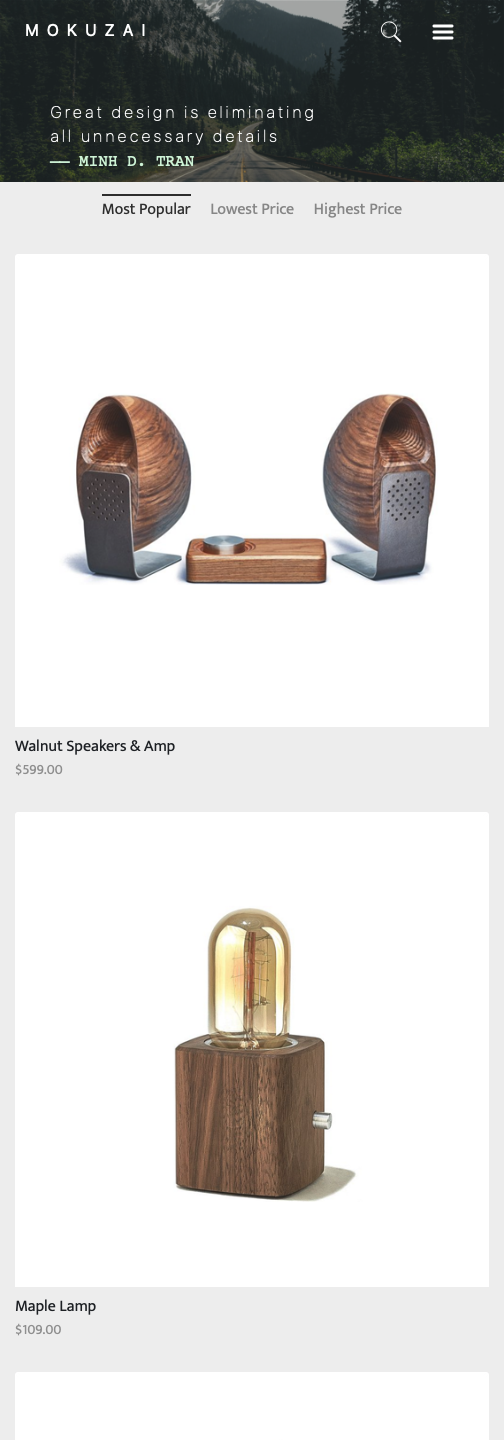 MOKUZAI
Great design is eliminating
all unnecessary details
—— MINH D. TRAN
Most Popular Lowest Price Highest Price
Walnut Speakers & Amp
$599.00
Maple Lamp
$109.00